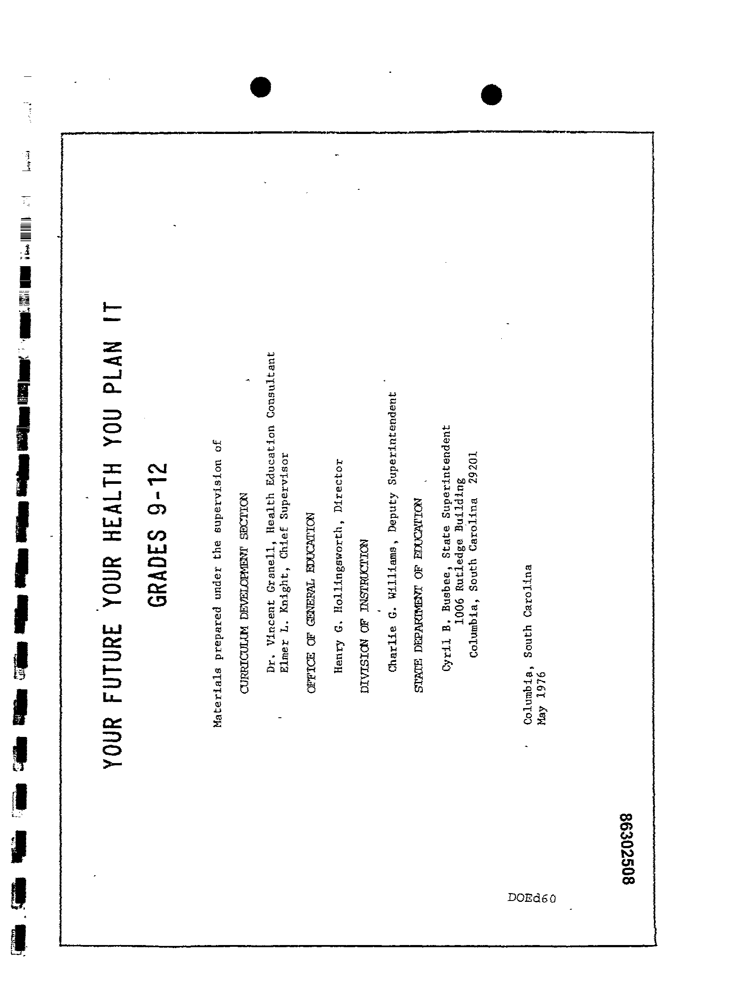 YOUR FUTURE YOUR HEALTH YOU PLAN IT
GRADES 9-12
Materials prepared under the supervision of
CURRICULUM DEVELOPMENT SECTION
Dr. Vincent Granell, Health Education Consultant
Elmer L. Knight, Chief Supervisor
OFFICE OF GENERAL EDUCATION
Henry G. Hollingsworth, Director
DIVISION OF INSTRUCTION
Charlie G. Williams, Deputy Superintendent
STATE DEPARTMENT OF EDUCATION
Cyril B. Busbee, State Superintendent
1006 Rutledge Building
Columbia, South Carolina 29201
Columbia, South Carolina
May 1976
86302508
DOEd60